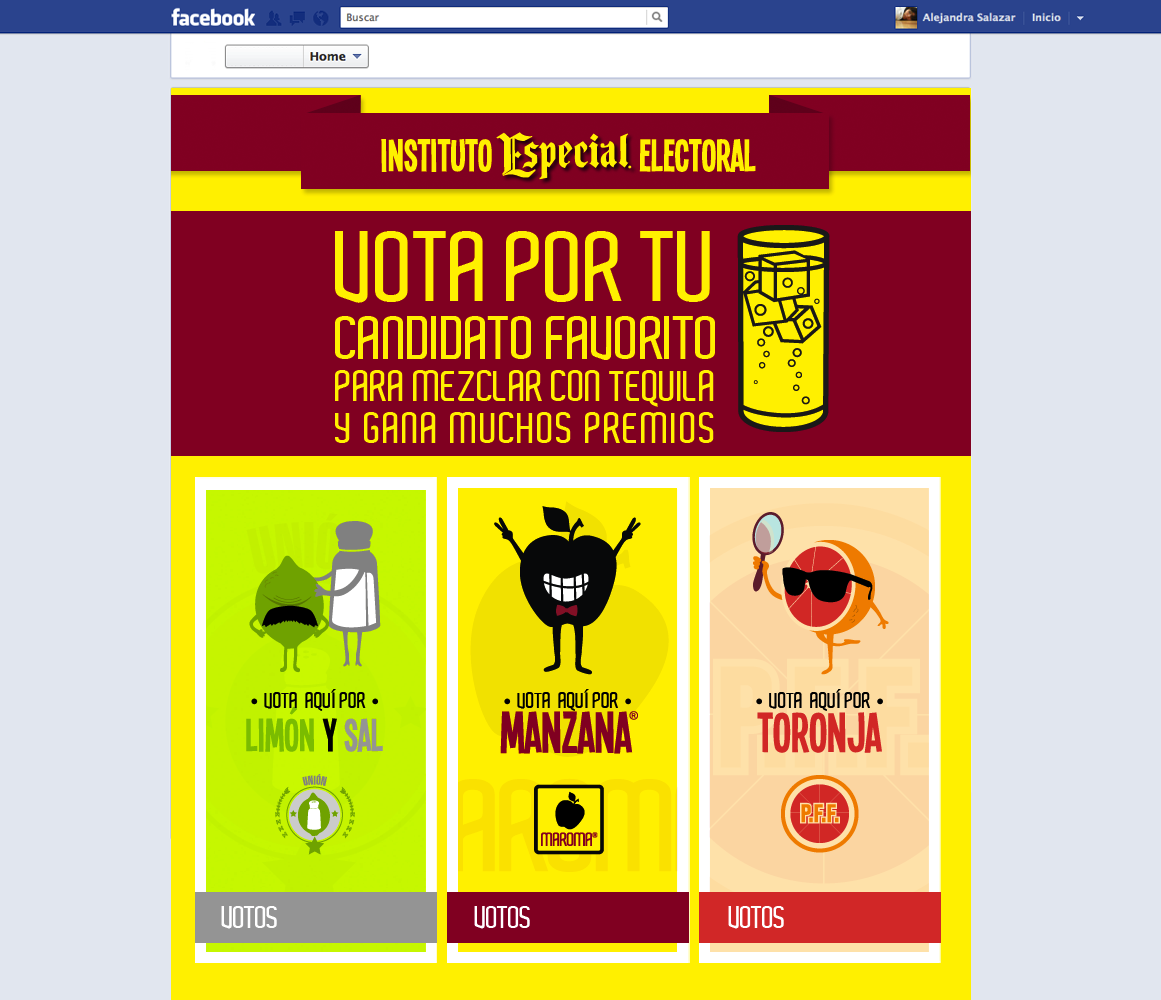 facebook
Buscar
Alejandra Salazar
Inicio
Home
INSTITUTO Especial. ELECTORAL
VOTA POR TU
CANDIDATO FAVORITO
PARA MEZCLAR CON TEQUILA
Y GANA MUCHOS PREMIOS
UNIÓN
• VOTA AQUÍ POR •
LIMÓN Y SAL
UNIÓN
VOTOS
• VOTA AQUÍ POR •
MANZANA®
MAROMA®
VOTOS
P.F.F.
• VOTA AQUÍ POR •
TORONJA
P.F.F.
VOTOS